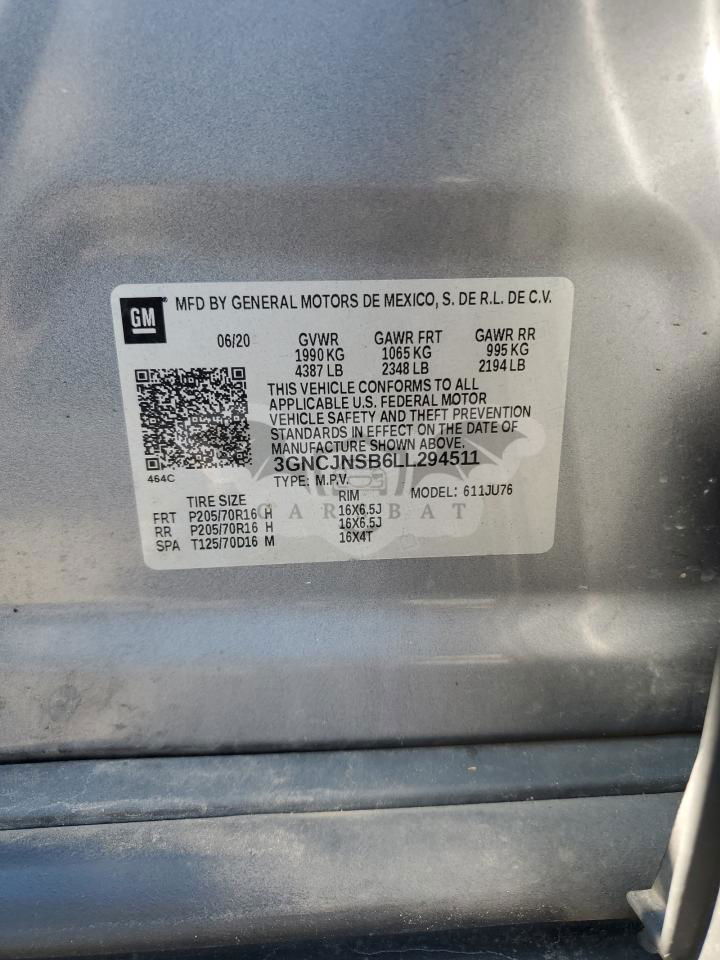 GM ® MFD BY GENERAL MOTORS DE MEXICO, S. DE R.L. DE C.V.
06/20 GVWR GAWR FRT GAWR RR
1990 KG 1065 KG 995 KG
4387 LB 2348 LB 2194 LB
THIS VEHICLE CONFORMS TO ALL
APPLICABLE U.S. FEDERAL MOTOR
VEHICLE SAFETY AND THEFT PREVENTION
STANDARDS IN EFFECT ON THE DATE OF
MANUFACTURE SHOWN ABOVE.
3GNCJNSB6LL294511
464C
TYPE: M.P.V. MODEL: 611JU76
TIRE SIZE RIM
FRT P205/70R16 H 16X6.5J
RR P205/70R16 H 16X6.5J
SPA T125/70D16 M 16X4T
CARXBAT